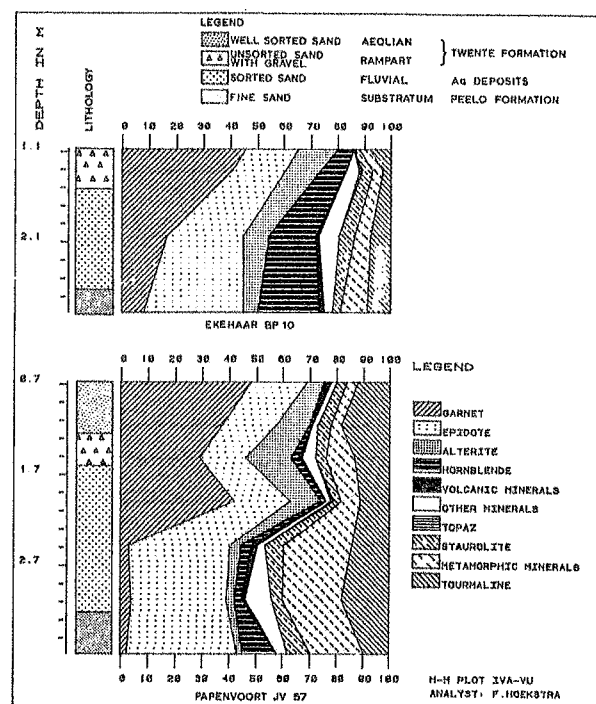 LEGEND
WELL SORTED SAND AEOLIAN
UNSORTED SAND WITH GRAVEL RAMPART
TWENTE FORMATION
SORTED SAND FLUVIAL Aα DEPOSITS
FINE SAND SUBSTRATUM PEELO FORMATION
DEPTH IN M
LITHOLOGY
0 10 20 30 40 50 60 70 80 90 100
1.1
2.1
EKEHAAR BP 10
0 10 20 30 40 50 60 70 80 90 100
0.7
1.7
2.7
LEGEND
GARNET
EPIDOTE
ALTERITE
HORNBLENDE
VOLCANIC MINERALS
OTHER MINERALS
TOPAZ
STAUROLITE
METAMORPHIC MINERALS
TOURMALINE
0 10 20 30 40 50 60 70 80 90 100
PAPENVOORT JV 57
H-M PLOT IVA-VU
ANALYST: F.HOEKSTRA